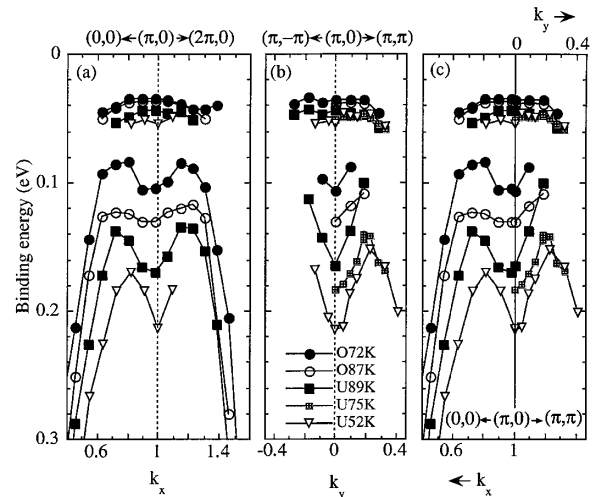 k_y
0 0.4
(0,0)←(π,0)→(2π,0)
(π,-π)←(π,0)→(π,π)
(a)
(b)
(c)
0
0.1
0.2
0.3
Binding energy (eV)
O72K
O87K
U89K
U75K
U52K
(0,0)←(π,0)→(π,π)
0.6 1 1.4
-0.4 0 0.4
0.6 1
k_x
k_y
k_x